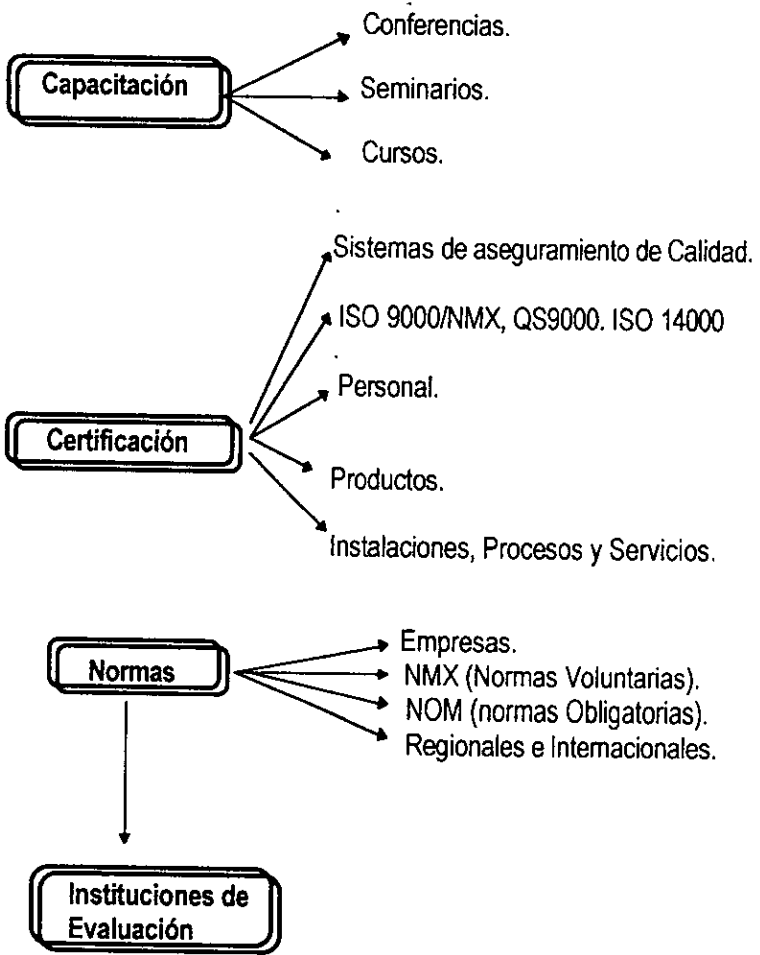 Conferencias.
Capacitación
Seminarios.
Cursos.
Sistemas de aseguramiento de Calidad.
ISO 9000/NMX, QS9000. ISO 14000
Personal.
Certificación
Productos.
Instalaciones, Procesos y Servicios.
Empresas.
Normas
NMX (Normas Voluntarias).
NOM (normas Obligatorias).
Regionales e Internacionales.
Instituciones de
Evaluación